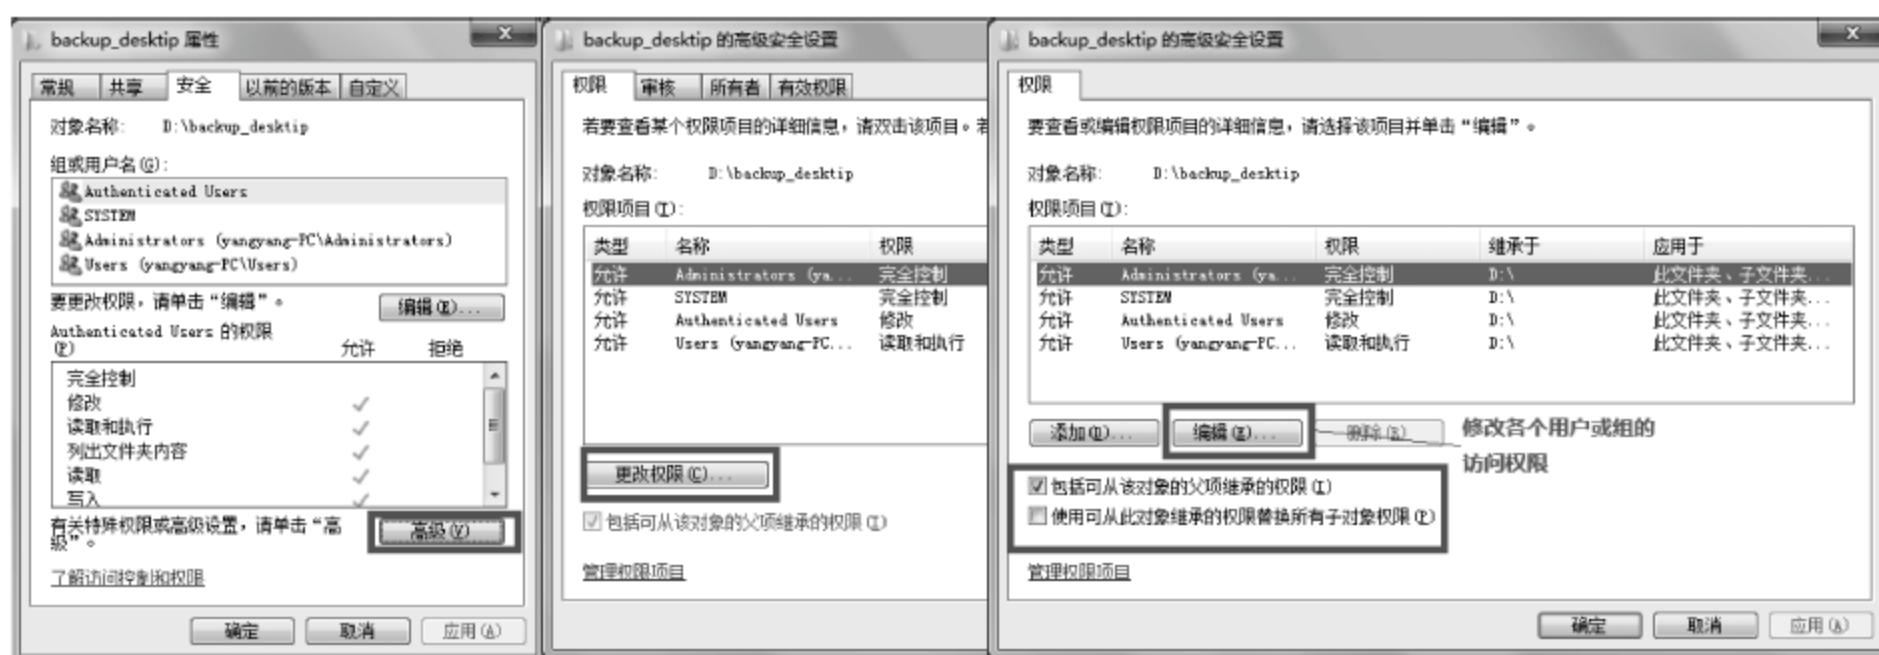 backup_desktip 属性
常规 共享 安全 以前的版本 自定义
对象名称: D:\backup_desktip
组或用户名(G):
Authenticated Users
SYSTEM
Administrators (yangyang-PC\Administrators)
Users (yangyang-PC\Users)
要更改权限，请单击“编辑”。
编辑(E)...
Authenticated Users 的权限
(P) 允许 拒绝
完全控制
修改
读取和执行
列出文件夹内容
读取
写入
有关特殊权限或高级设置，请单击“高
级”。
高级(V)
了解访问控制和权限
确定 取消 应用(A)
backup_desktip 的高级安全设置
权限 审核 所有者 有效权限
若要查看某个权限项目的详细信息，请双击该项目。若
对象名称: D:\backup_desktip
权限项目(T):
类型 名称 权限
允许 Administrators (ya... 完全控制
允许 SYSTEM 完全控制
允许 Authenticated Users 修改
允许 Users (yangyang-PC... 读取和执行
更改权限(C)...
包括可从该对象的父项继承的权限(I)
管理权限项目
backup_desktip 的高级安全设置
权限
要查看或编辑权限项目的详细信息，请选择该项目并单击“编辑”。
对象名称: D:\backup_desktip
权限项目(T):
类型 名称 权限 继承于 应用于
允许 Administrators (ya... 完全控制 D:\ 此文件夹、子文件夹...
允许 SYSTEM 完全控制 D:\ 此文件夹、子文件夹...
允许 Authenticated Users 修改 D:\ 此文件夹、子文件夹...
允许 Users (yangyang-PC... 读取和执行 D:\ 此文件夹、子文件夹...
添加(D)... 编辑(E)... 删除(R)
修改各个用户或组的
访问权限
包括可从该对象的父项继承的权限(I)
使用可从此对象继承的权限替换所有子对象权限(P)
管理权限项目
确定 取消 应用(A)